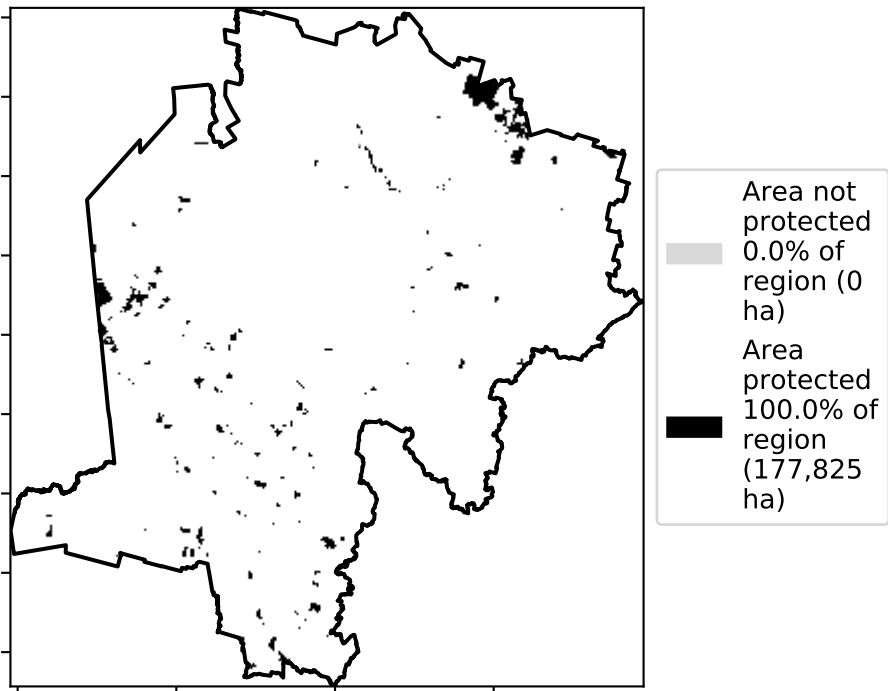 Area not
protected
0.0% of
region (0
ha)
Area
protected
100.0% of
region
(177,825
ha)